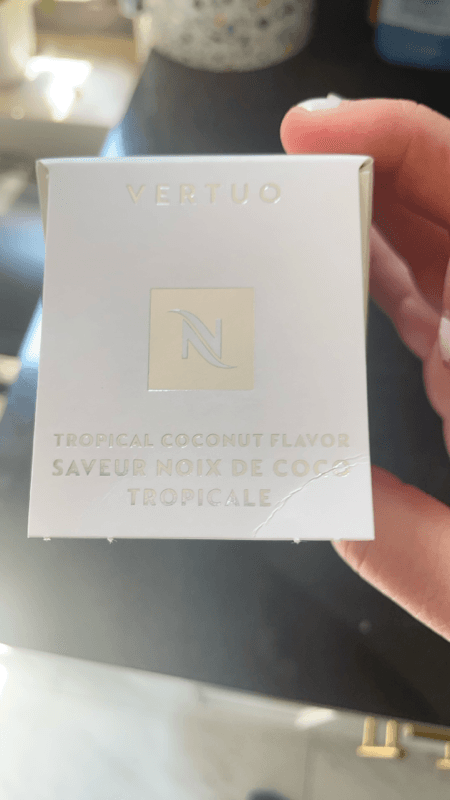 VERTUO
N
TROPICAL COCONUT FLAVOR
SAVEUR NOIX DE COCO
TROPICALE